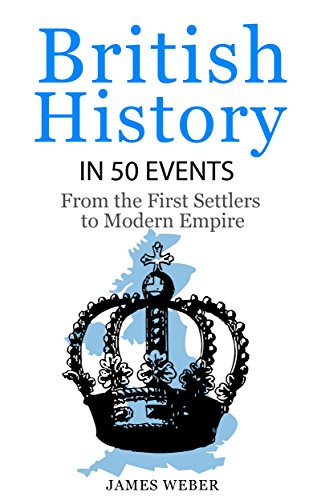 British
History
IN 50 EVENTS
From the First Settlers
to Modern Empire
JAMES WEBER